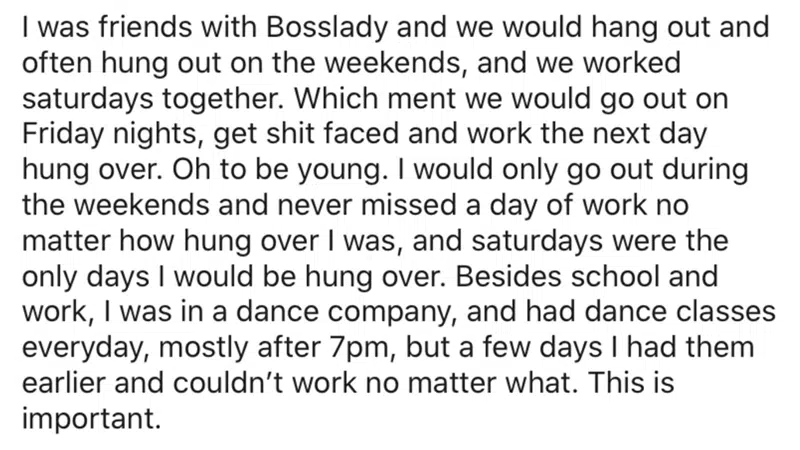 I was friends with Bosslady and we would hang out and
often hung out on the weekends, and we worked
saturdays together. Which ment we would go out on
Friday nights, get shit faced and work the next day
hung over. Oh to be young. I would only go out during
the weekends and never missed a day of work no
matter how hung over I was, and saturdays were the
only days I would be hung over. Besides school and
work, I was in a dance company, and had dance classes
everyday, mostly after 7pm, but a few days I had them
earlier and couldn’t work no matter what. This is
important.